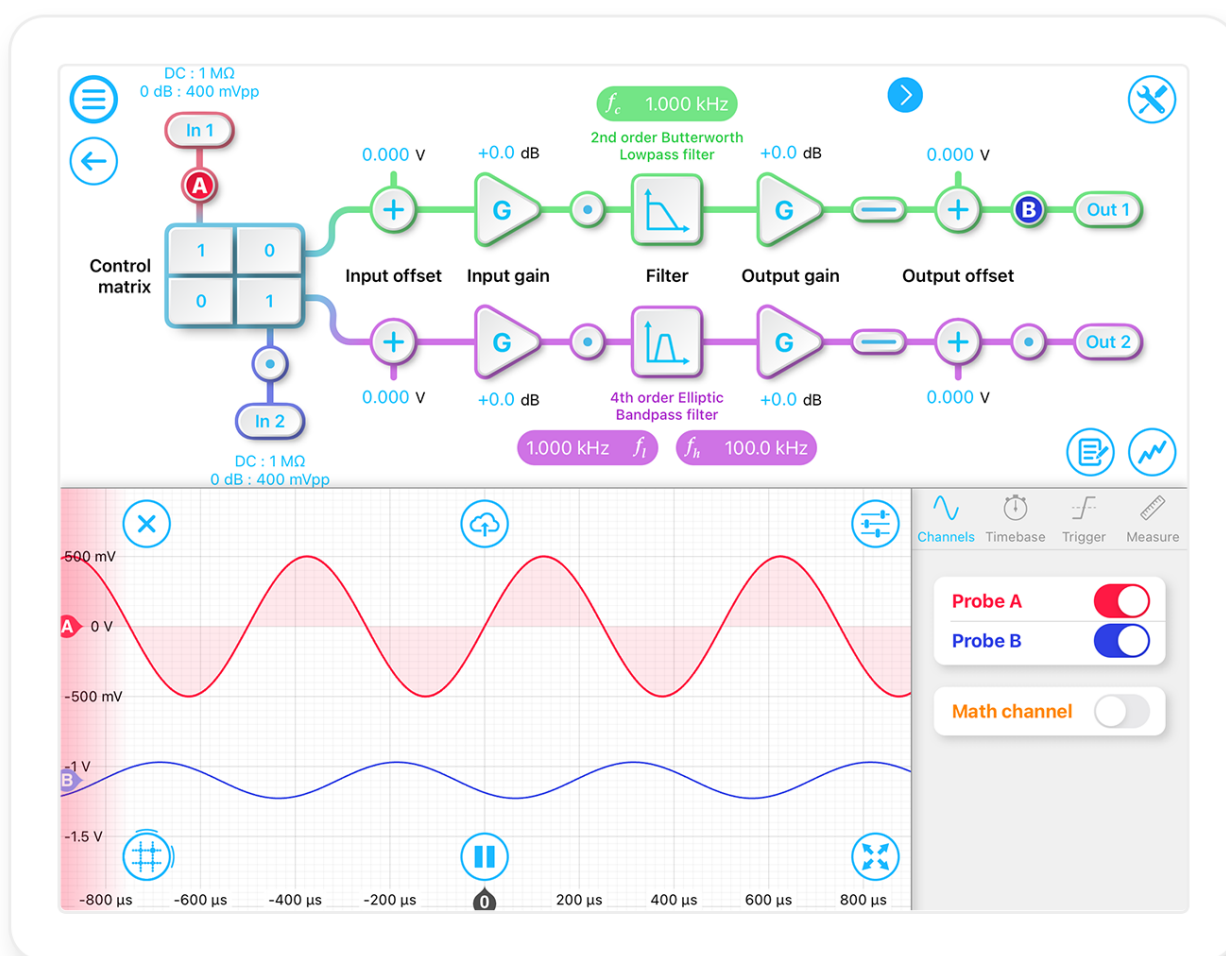 DC : 1 MΩ
0 dB : 400 mVpp
In 1
A
1 0
0 1
Control
matrix
In 2
DC : 1 MΩ
0 dB : 400 mVpp
fc 1.000 kHz
2nd order Butterworth
Lowpass filter
0.000 V
+0.0 dB
+0.0 dB
0.000 V
+
G
G
+
B
Out 1
Input offset
Input gain
Filter
Output gain
Output offset
+
G
G
+
Out 2
0.000 V
+0.0 dB
4th order Elliptic
Bandpass filter
+0.0 dB
0.000 V
1.000 kHz fl
fh 100.0 kHz
500 mV
A
0 V
-500 mV
-1 V
B
-1.5 V
-800 µs
-600 µs
-400 µs
-200 µs
0
200 µs
400 µs
600 µs
800 µs
Channels
Timebase
Trigger
Measure
Probe A
Probe B
Math channel